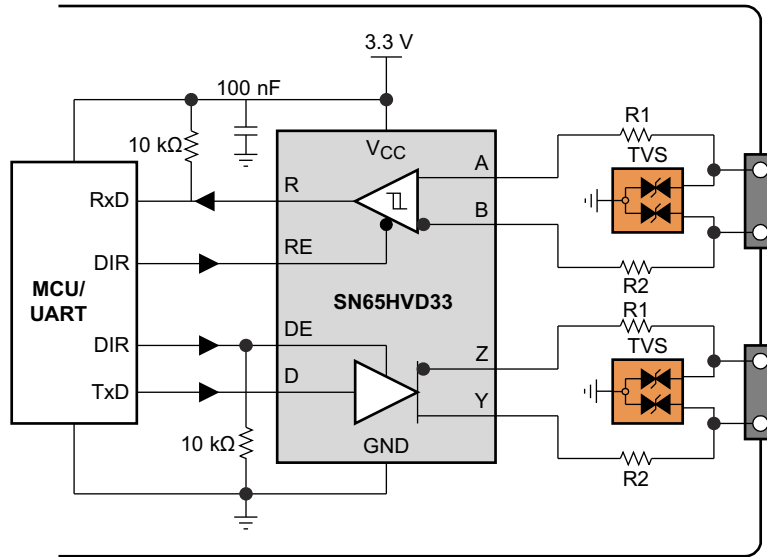 3.3 V
100 nF
10 kΩ
VCC
R1
TVS
A
R
RxD
B
DIR
RE
R2
MCU/
UART
SN65HVD33
R1
TVS
DIR
DE
Z
TxD
D
Y
10 kΩ
GND
R2